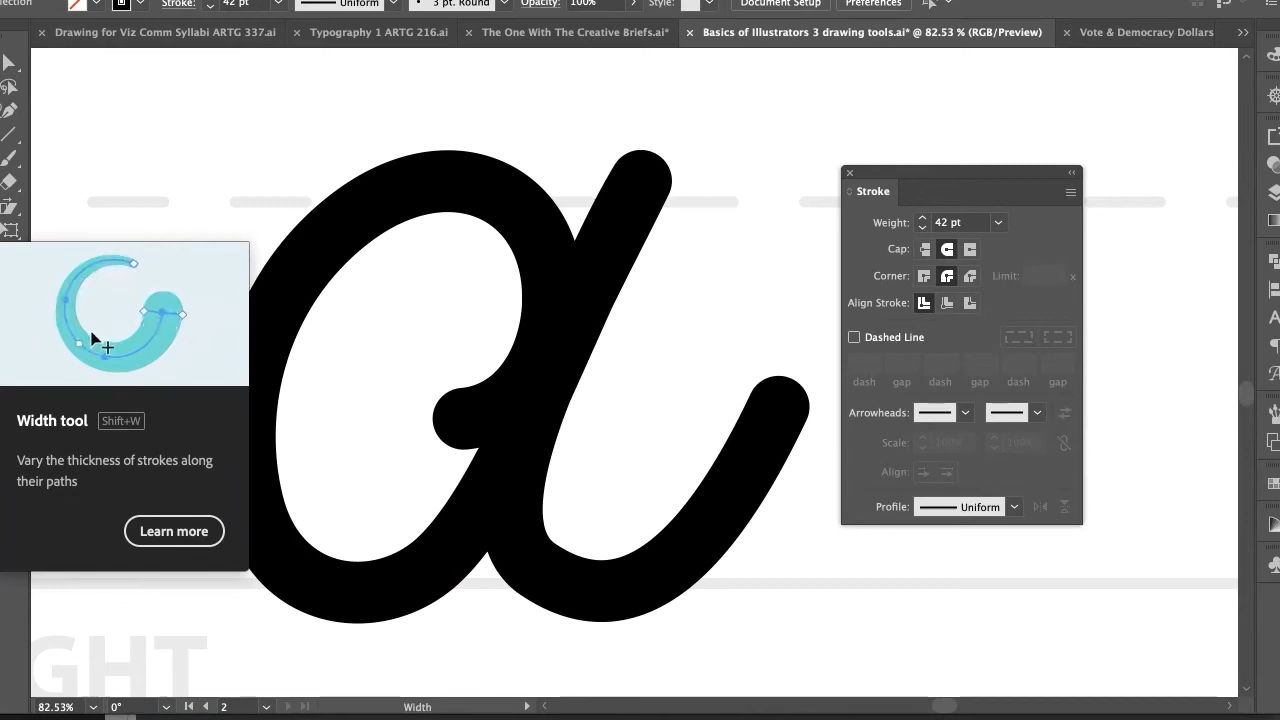 lection Stroke: 42 pt Uniform 3 pt. Round Opacity: 100% Style: Document Setup Preferences
Drawing for Viz Comm Syllabi ARTG 337.ai Typography 1 ARTG 216.ai The One With The Creative Briefs.ai* Basics of Illustrators 3 drawing tools.ai* @ 82.53 % (RGB/Preview) Vote & Democracy Dollars
Stroke
Weight: 42 pt
Cap:
Corner: Limit: x
Align Stroke:
Dashed Line
dash gap dash gap dash gap
Arrowheads:
Scale: 100% 100%
Align:
Profile: Uniform
Width tool Shift+W
Vary the thickness of strokes along
their paths
Learn more
a
GHT
82.53% 0° 2 Width